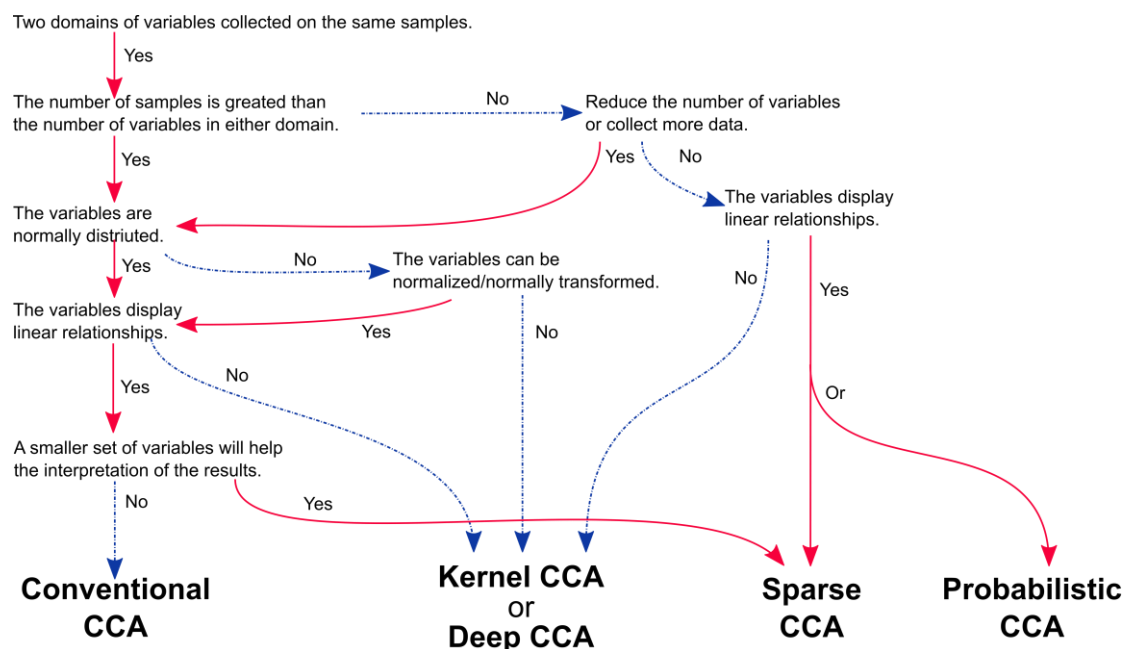 Two domains of variables collected on the same samples.
Yes
The number of samples is greated than
the number of variables in either domain.
No
Reduce the number of variables
or collect more data.
Yes
Yes
No
The variables display
linear relationships.
The variables are
normally distriuted.
Yes
No
The variables can be
normalized/normally transformed.
No
Yes
The variables display
linear relationships.
Yes
No
Yes
No
Or
A smaller set of variables will help
the interpretation of the results.
No
Yes
Conventional
CCA
Kernel CCA
or
Deep CCA
Sparse
CCA
Probabilistic
CCA